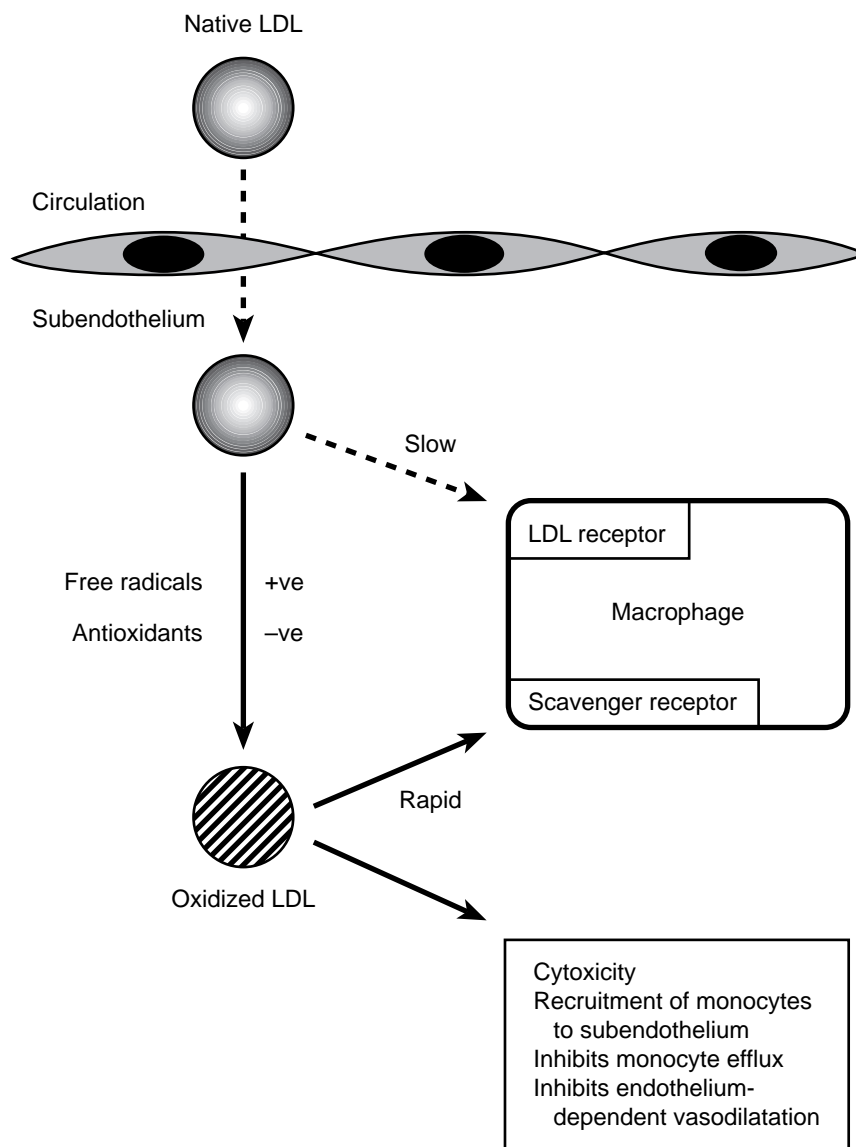 Native LDL
Circulation
Subendothelium
Slow
LDL receptor
Free radicals +ve
Macrophage
Antioxidants –ve
Scavenger receptor
Rapid
Oxidized LDL
Cytoxicity
Recruitment of monocytes
to subendothelium
Inhibits monocyte efflux
Inhibits endothelium-
dependent vasodilatation